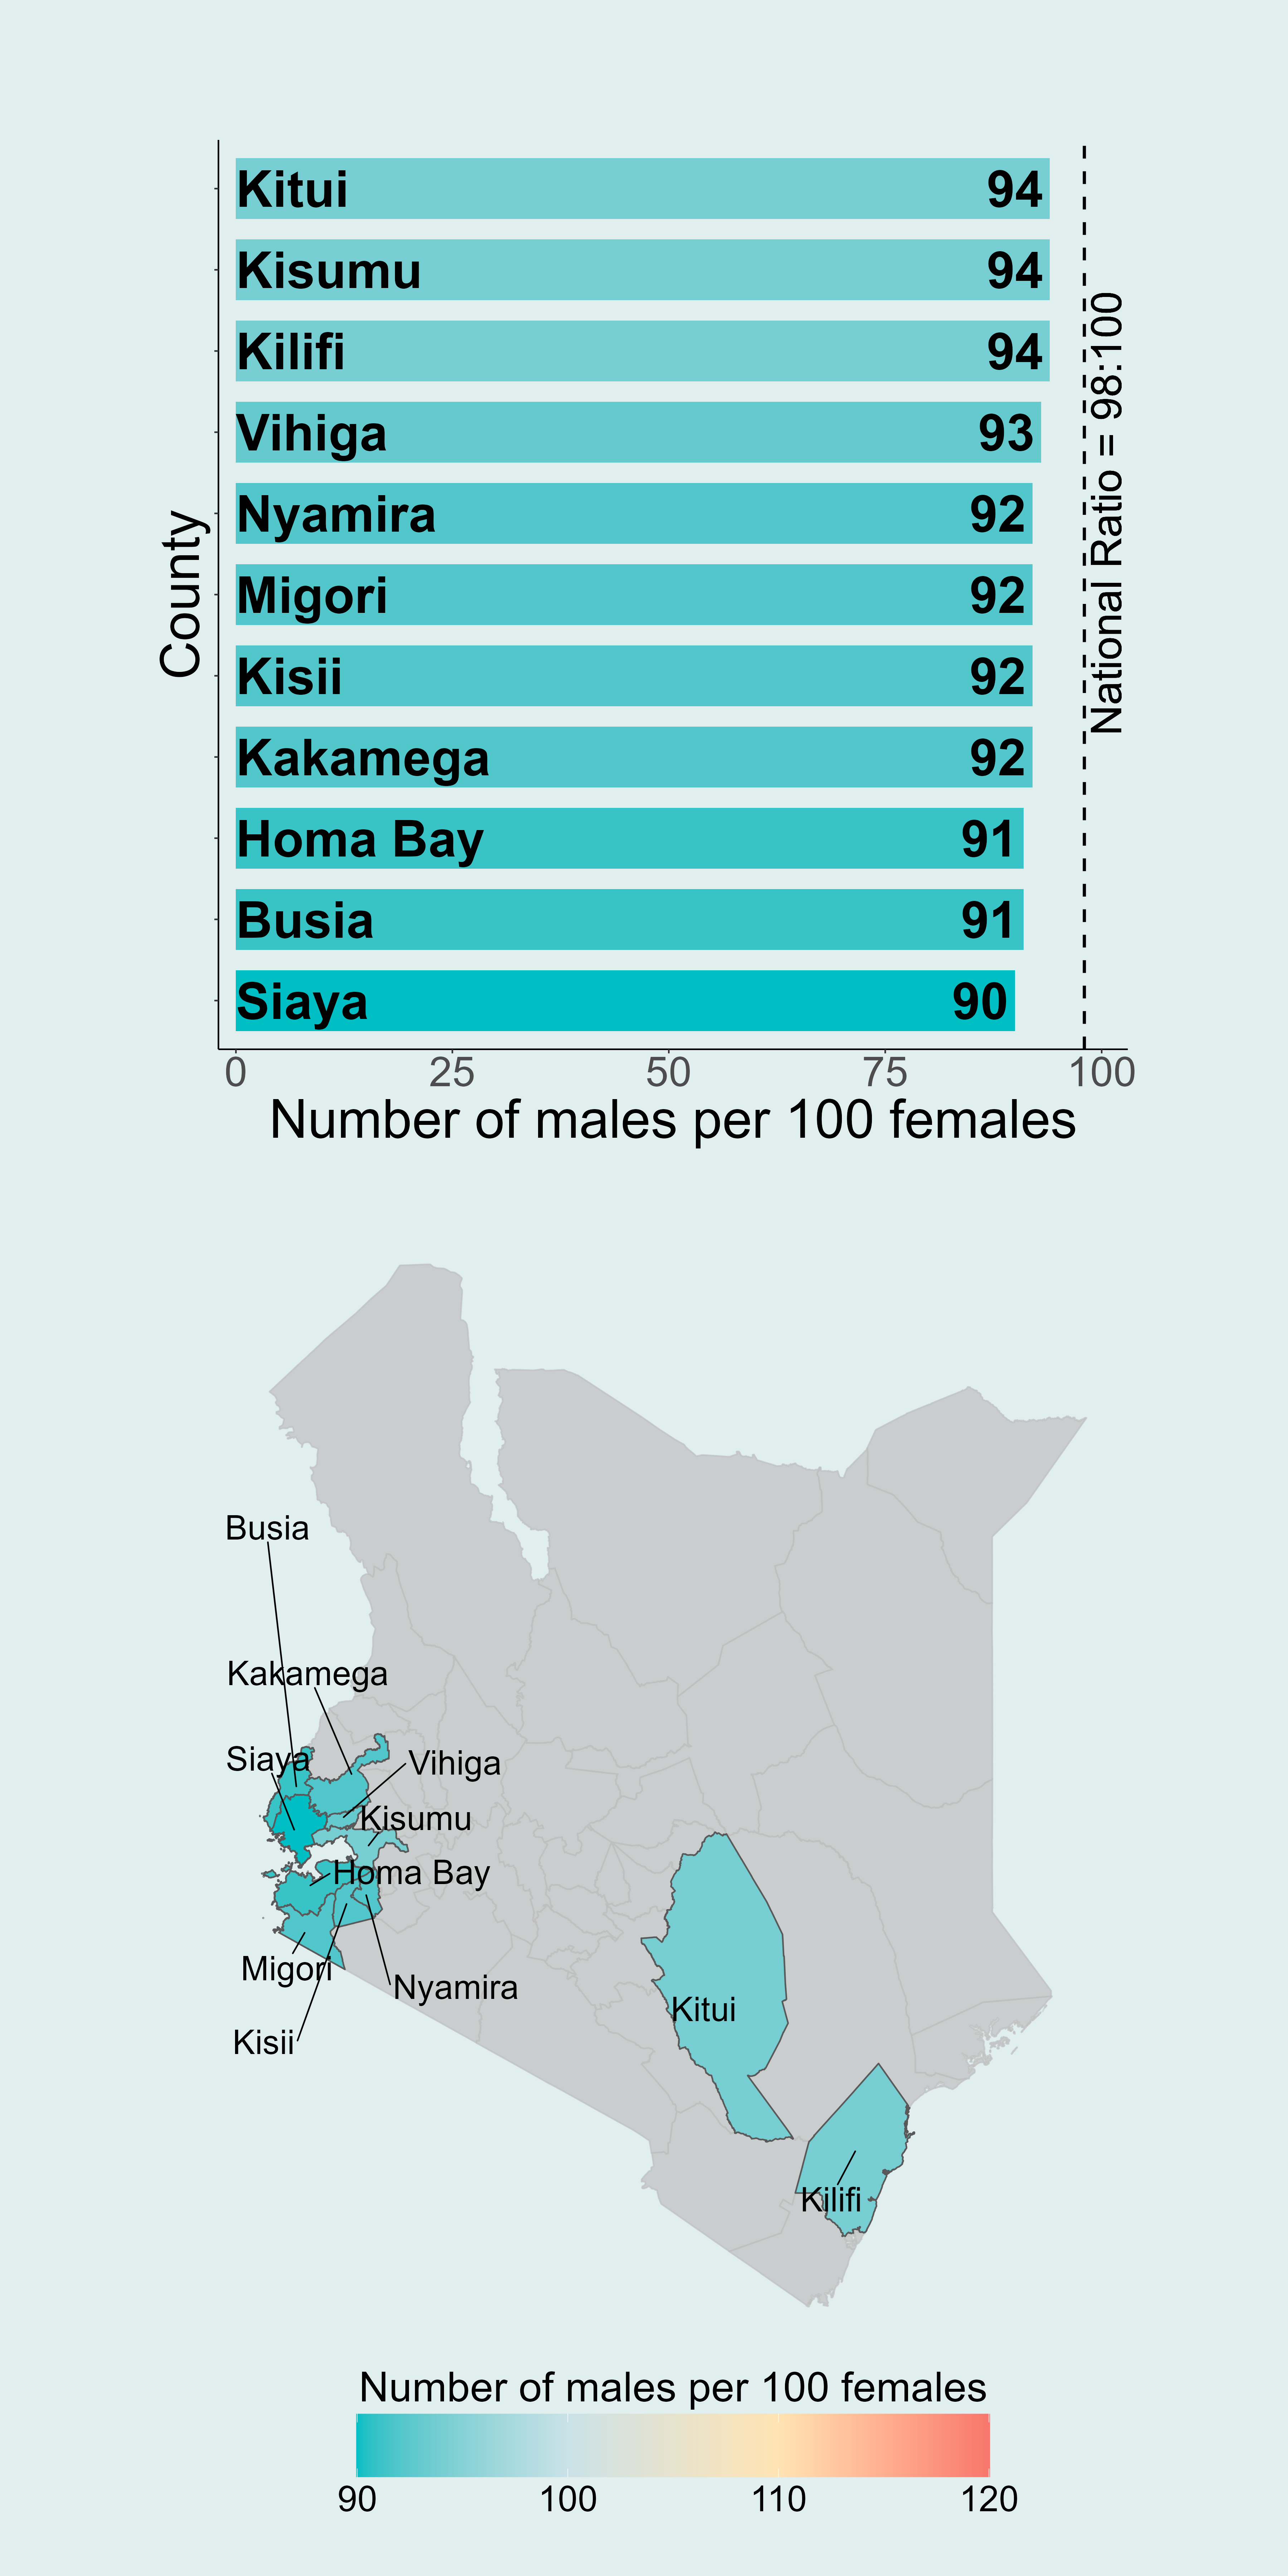 Kitui 94
Kisumu 94
Kilifi 94
Vihiga 93
Nyamira 92
Migori 92
Kisii 92
Kakamega 92
Homa Bay 91
Busia 91
Siaya 90
County
National Ratio = 98:100
0 25 50 75 100
Number of males per 100 females
Busia
Kakamega
Siaya
Vihiga
Kisumu
Homa Bay
Migori
Nyamira
Kitui
Kisii
Kilifi
Number of males per 100 females
90 100 110 120